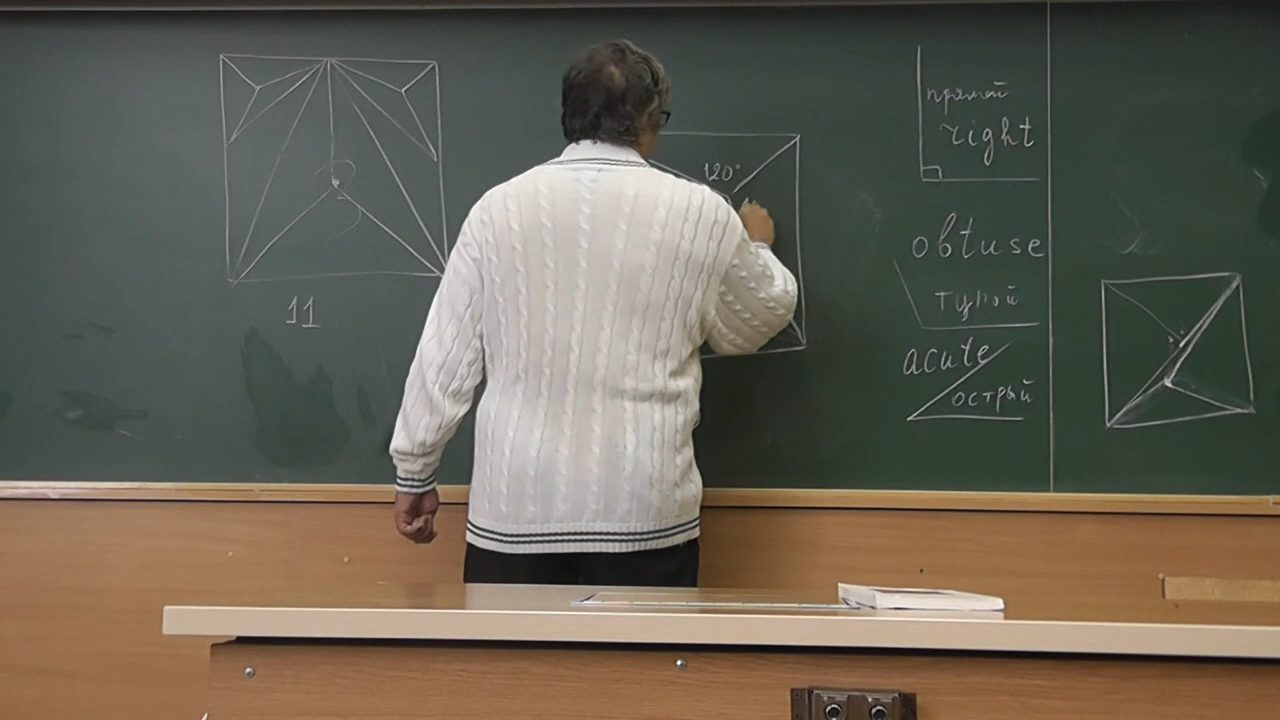 11
120°
прямой
right
obtuse
тупой
acute
острый